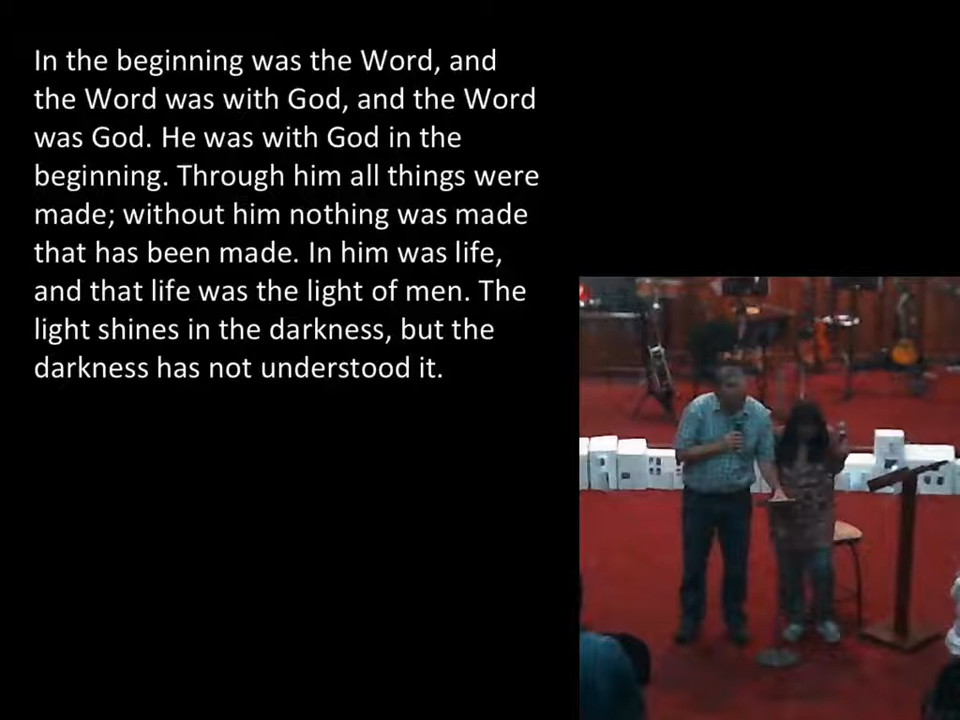 In the beginning was the Word, and
the Word was with God, and the Word
was God. He was with God in the
beginning. Through him all things were
made; without him nothing was made
that has been made. In him was life,
and that life was the light of men. The
light shines in the darkness, but the
darkness has not understood it.